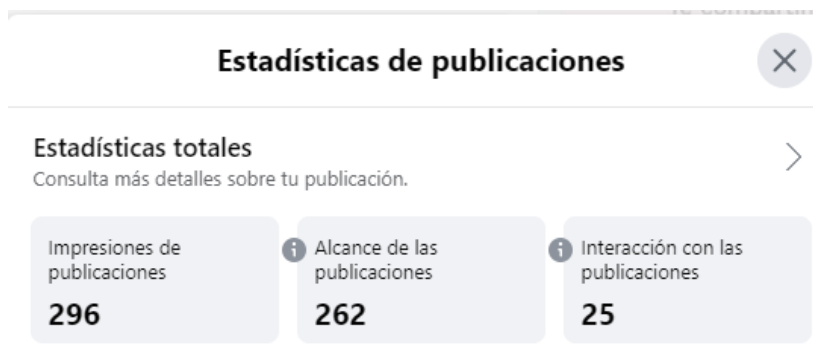 Estadísticas de publicaciones
Estadísticas totales
Consulta más detalles sobre tu publicación.
Impresiones de
publicaciones
296
Alcance de las
publicaciones
262
Interacción con las
publicaciones
25